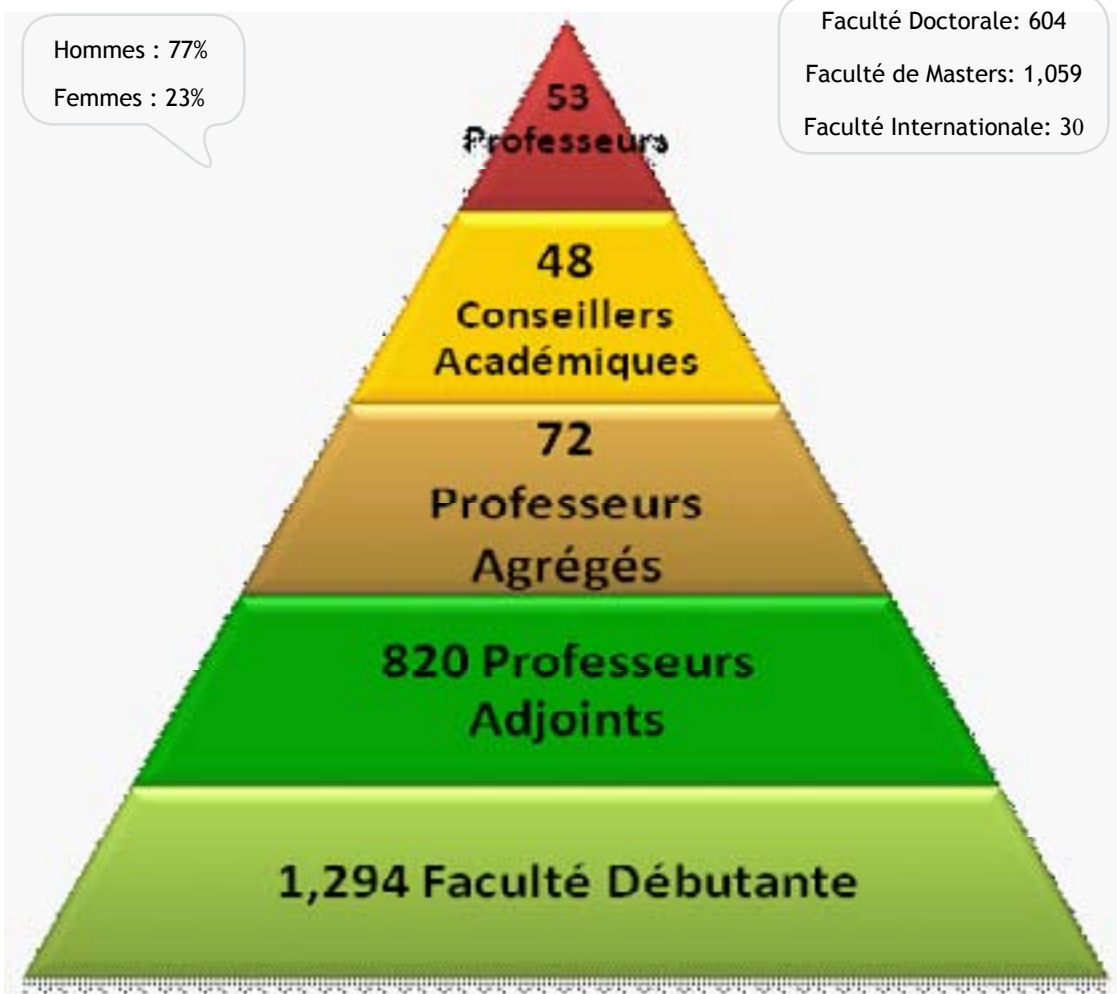 Hommes : 77%
Femmes : 23%
Faculté Doctorale: 604
Faculté de Masters: 1,059
Faculté Internationale: 30
53
Professeurs
48
Conseillers
Académiques
72
Professeurs
Agrégés
820 Professeurs
Adjoints
1,294 Faculté Débutante